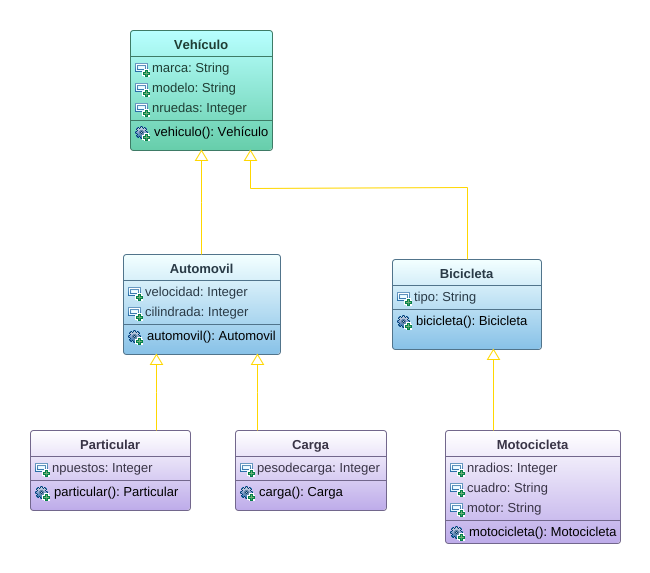 Vehículo
marca: String
modelo: String
nruedas: Integer
vehiculo(): Vehículo
Automovil
velocidad: Integer
cilindrada: Integer
automovil(): Automovil
Bicicleta
tipo: String
bicicleta(): Bicicleta
Particular
npuestos: Integer
particular(): Particular
Carga
pesodecarga: Integer
carga(): Carga
Motocicleta
nradios: Integer
cuadro: String
motor: String
motocicleta(): Motocicleta